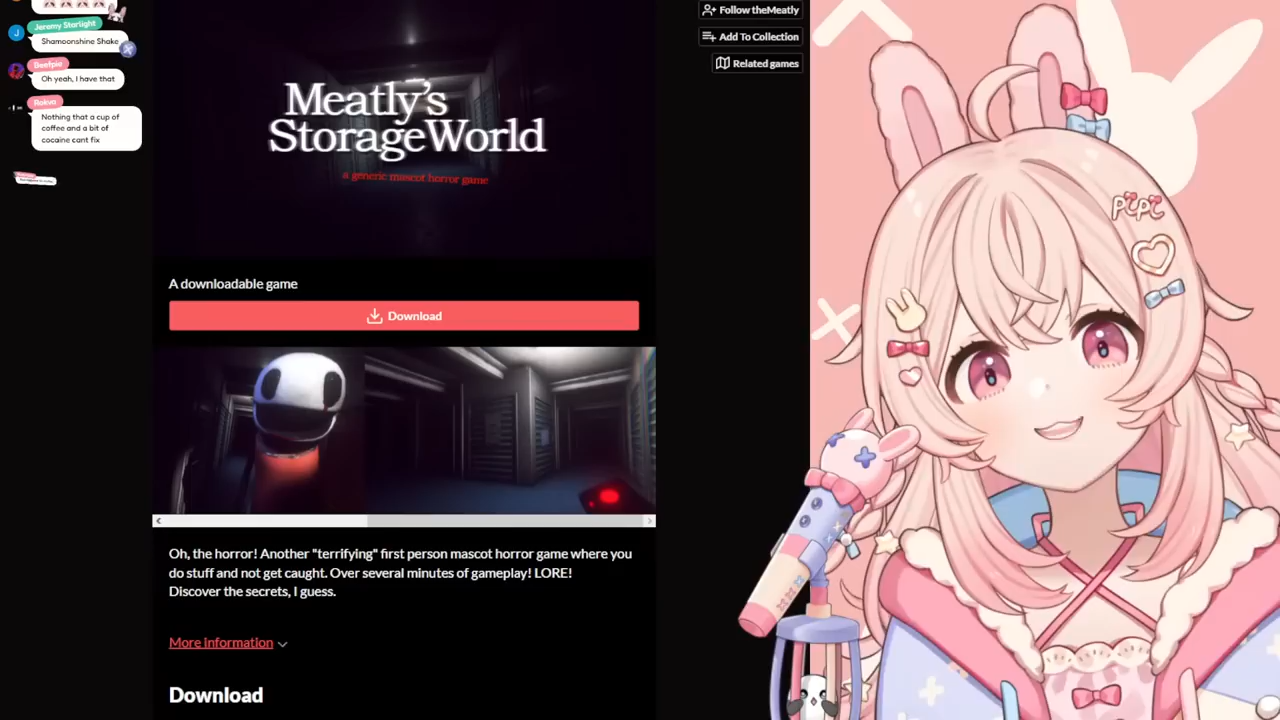 Jeremy Starlight
Shamoonshine Shake
Beefpie
Oh yeah, I have that
Rokvo
Nothing that a cup of
coffee and a bit of
cocaine cant fix
Meatly's
StorageWorld
a generic mascot horror game
Follow theMeatly
Add To Collection
Related games
A downloadable game
Download
Oh, the horror! Another "terrifying" first person mascot horror game where you
do stuff and not get caught. Over several minutes of gameplay! LORE!
Discover the secrets, I guess.
More information
Download
pipi